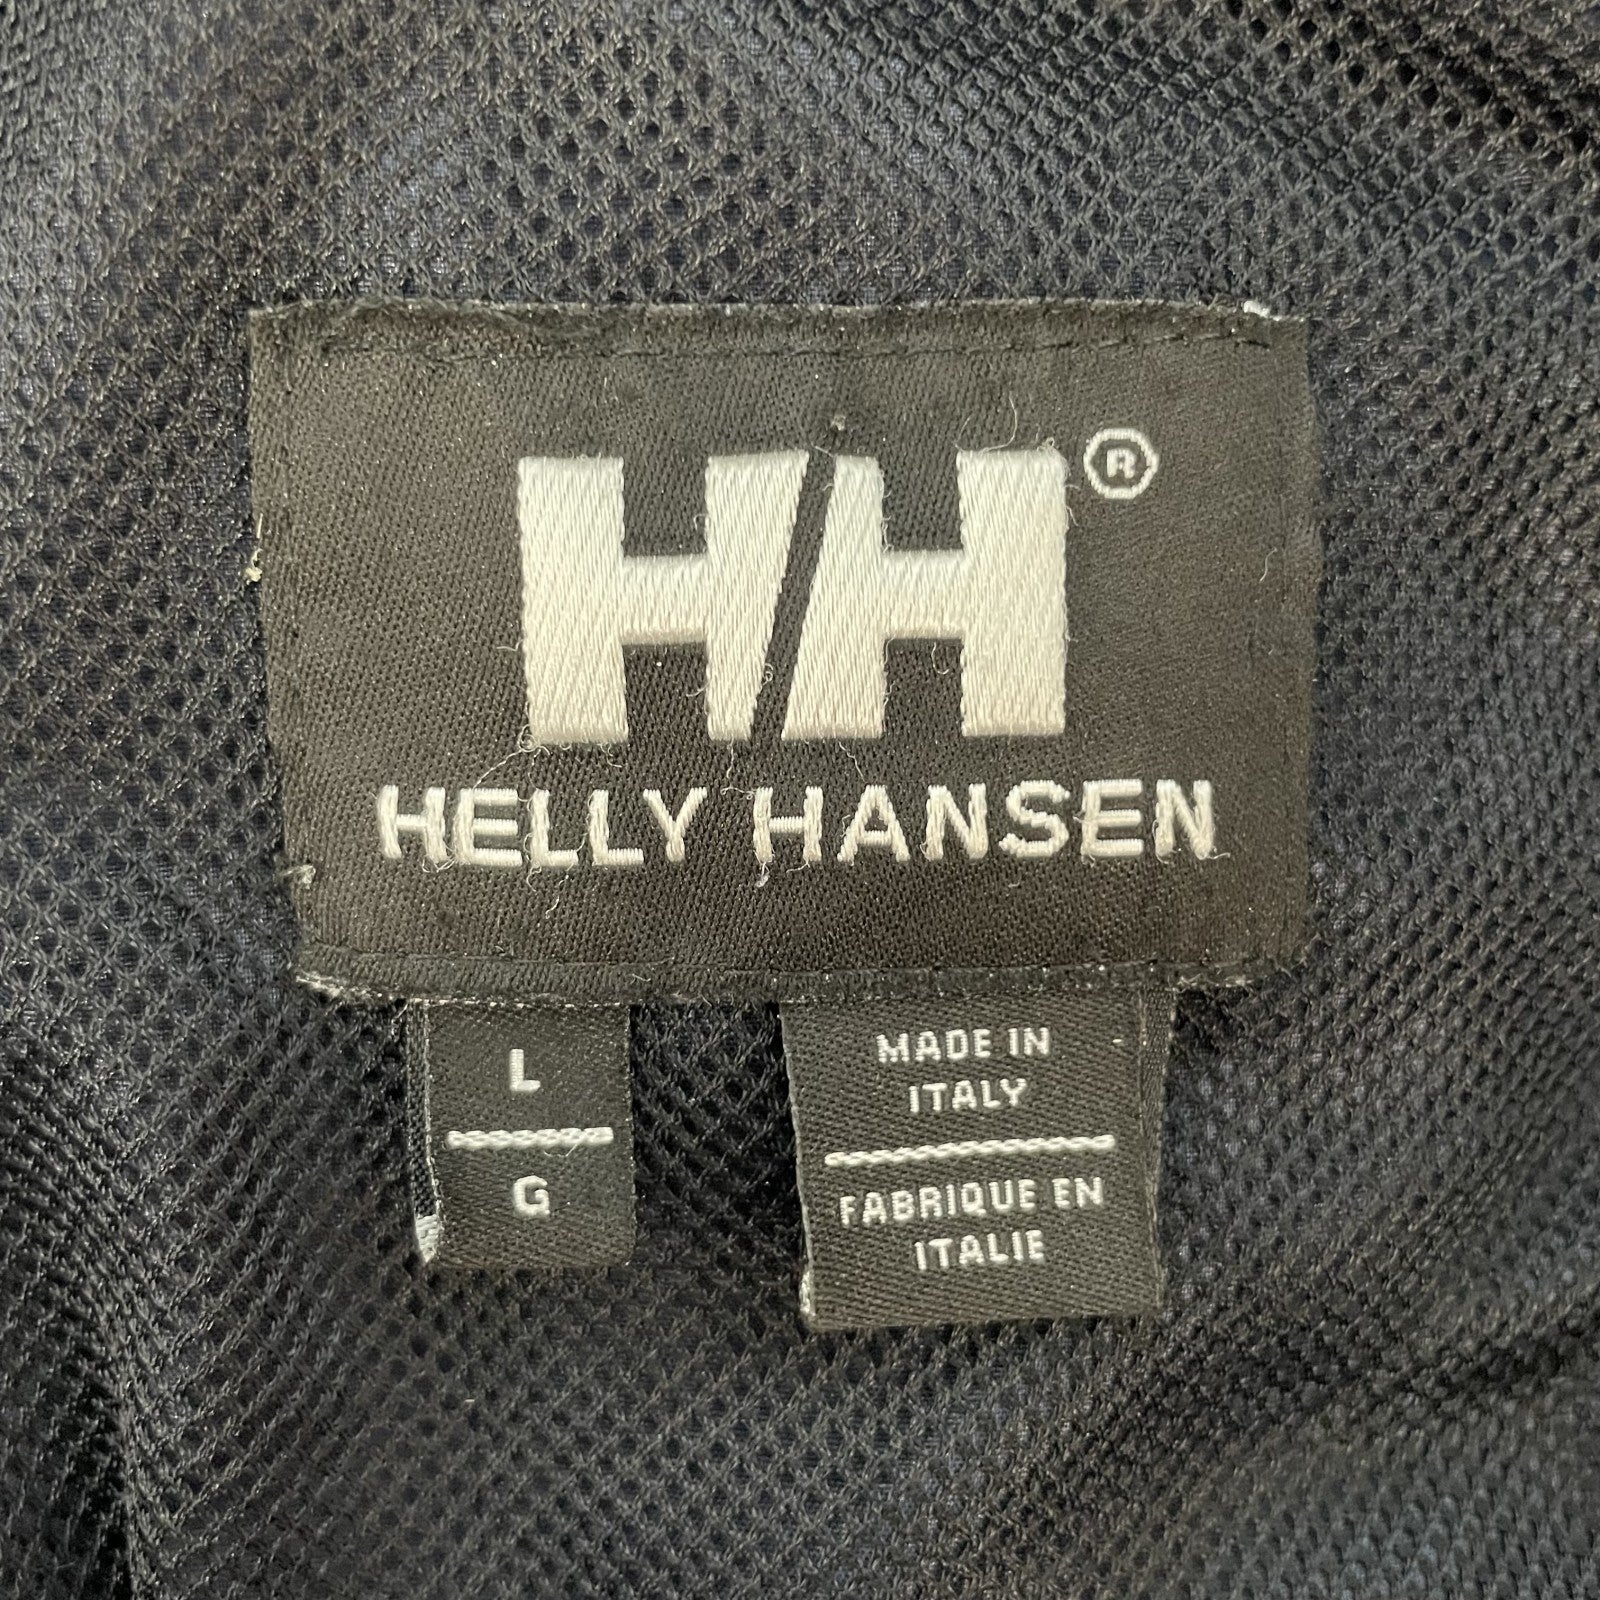 H/H®
HELLY HANSEN
L
G
MADE IN
ITALY
FABRIQUE EN
ITALIE